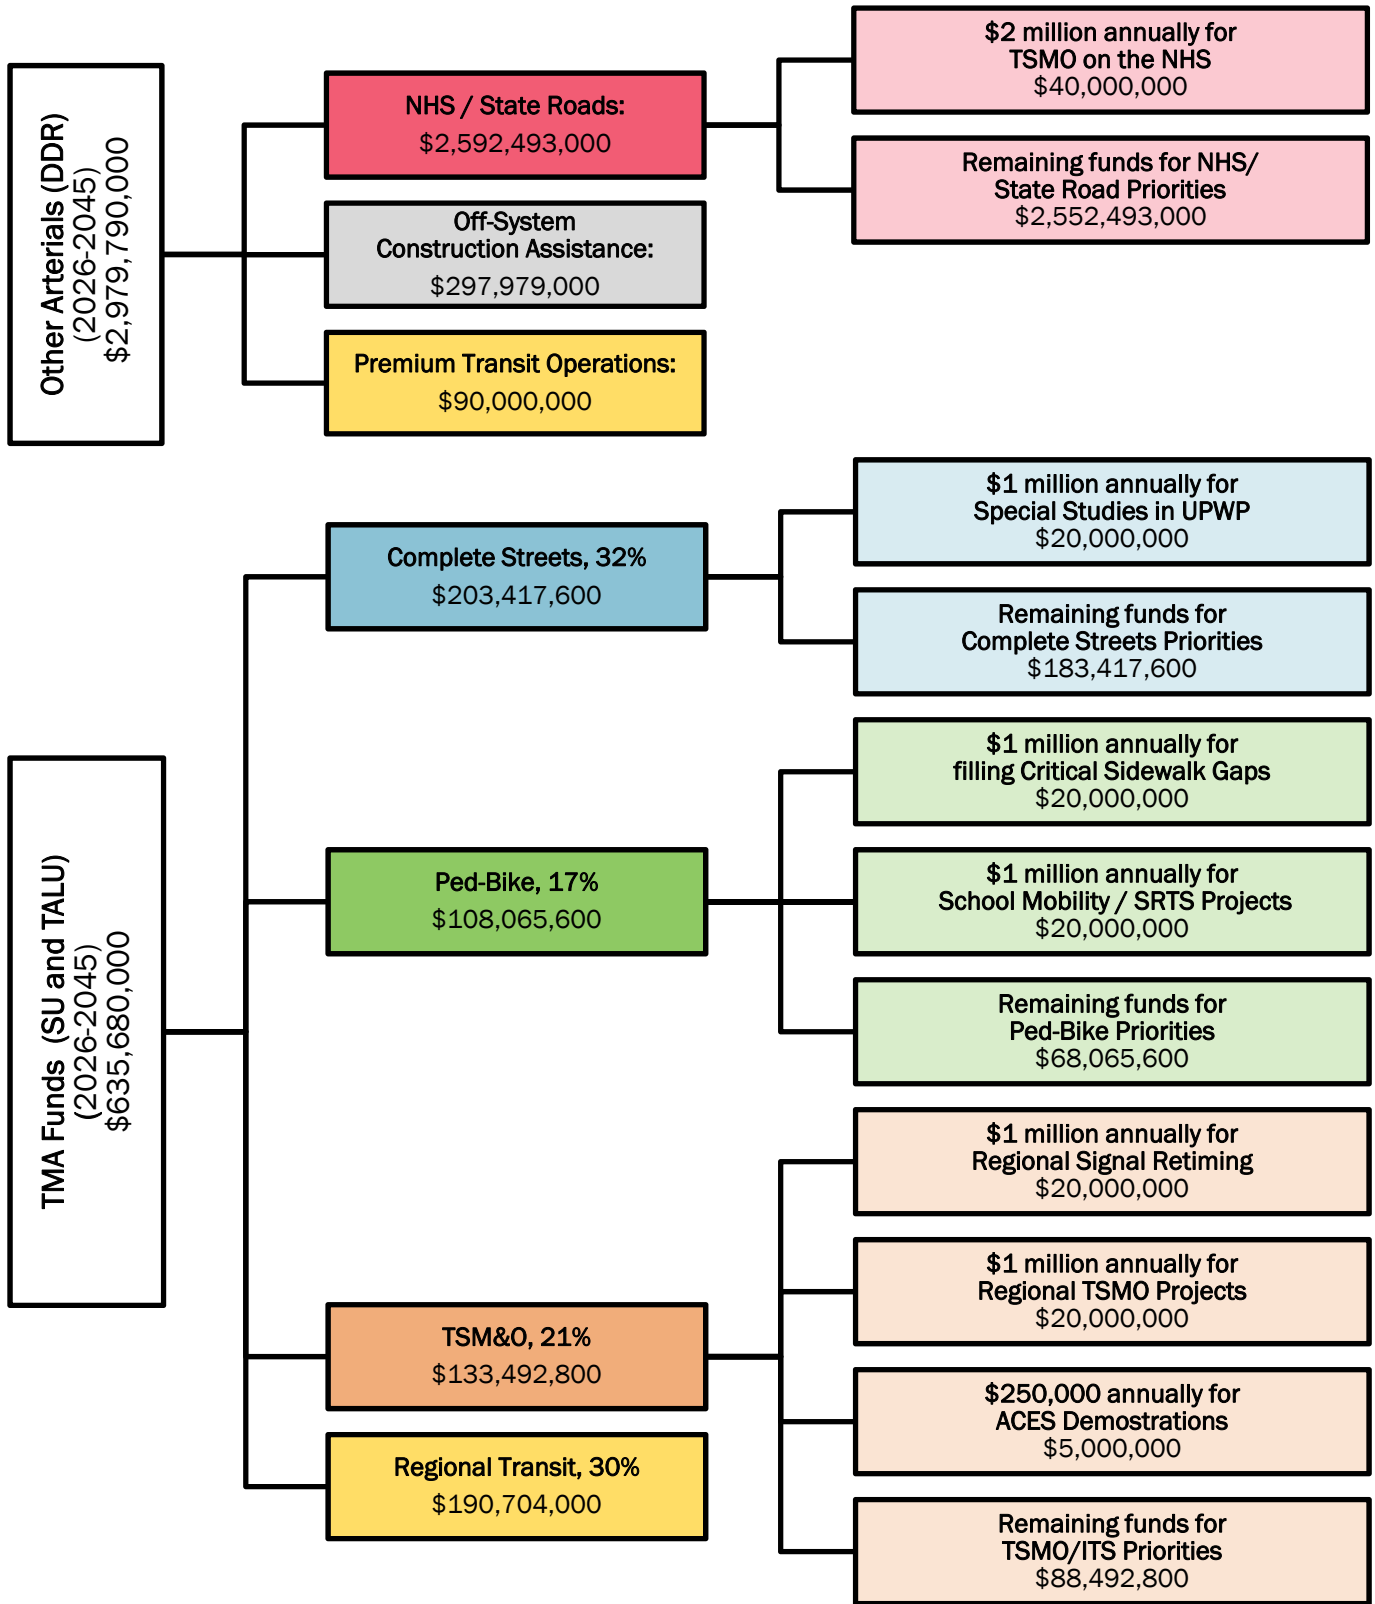 Other Arterials (DDR)
(2026-2045)
$2,979,790,000
NHS / State Roads:
$2,592,493,000
$2 million annually for
TSMO on the NHS
$40,000,000
Remaining funds for NHS/
State Road Priorities
$2,552,493,000
Off-System
Construction Assistance:
$297,979,000
Premium Transit Operations:
$90,000,000
TMA Funds (SU and TALU)
(2026-2045)
$635,680,000
Complete Streets, 32%
$203,417,600
$1 million annually for
Special Studies in UPWP
$20,000,000
Remaining funds for
Complete Streets Priorities
$183,417,600
Ped-Bike, 17%
$108,065,600
$1 million annually for
filling Critical Sidewalk Gaps
$20,000,000
$1 million annually for
School Mobility / SRTS Projects
$20,000,000
Remaining funds for
Ped-Bike Priorities
$68,065,600
TSM&O, 21%
$133,492,800
$1 million annually for
Regional Signal Retiming
$20,000,000
$1 million annually for
Regional TSMO Projects
$20,000,000
$250,000 annually for
ACES Demostrations
$5,000,000
Remaining funds for
TSMO/ITS Priorities
$88,492,800
Regional Transit, 30%
$190,704,000